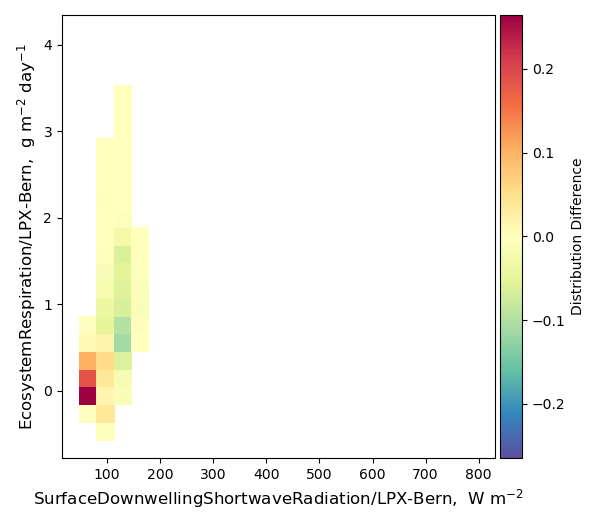 EcosystemRespiration/LPX-Bern,  g m⁻² day⁻¹
4
3
2
1
0
100 200 300 400 500 600 700 800
SurfaceDownwellingShortwaveRadiation/LPX-Bern,  W m⁻²
0.2
0.1
0.0
−0.1
−0.2
Distribution Difference